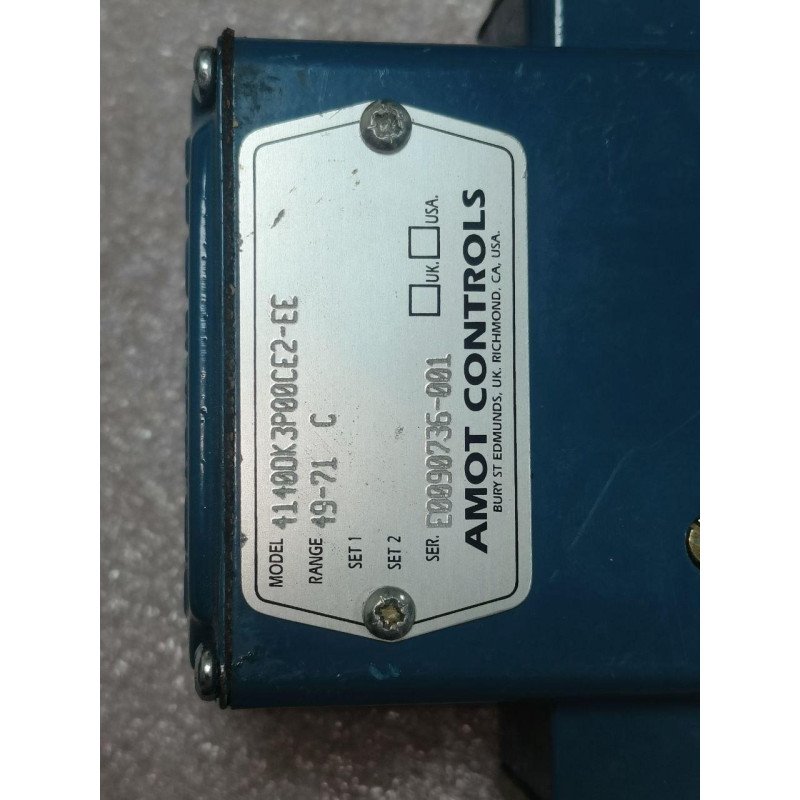 MODEL 4140DK3P00CE2-EE
RANGE 49-71 C
SET 1
SET 2 UK. USA.
SER. E0090736-001
AMOT CONTROLS
BURY ST EDMUNDS, UK. RICHMOND, CA, USA.